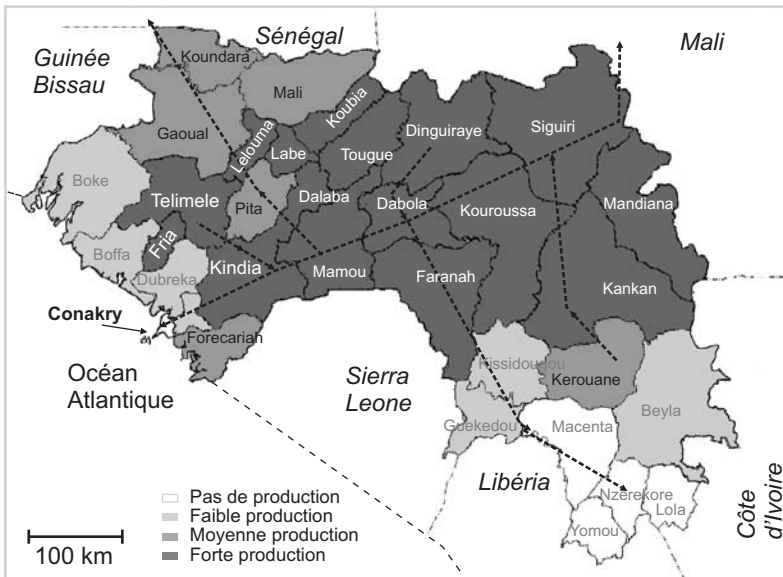 Sénégal
Mali
Guinée
Bissau
Koundara
Mali
Koubia
Gaoual
Lelouma
Labe
Tougue
Dinguiraye
Siguiri
Boke
Telimele
Pita
Dalaba
Dabola
Kouroussa
Mandiana
Fria
Boffa
Dubreka
Kindia
Mamou
Faranah
Kankan
Conakry
Forecariah
Océan
Atlantique
Sierra
Leone
Kissidougou
Kerouane
Beyla
Guekedou
Macenta
Libéria
Nzerekore
Lola
Yomou
Côte
d'Ivoire
Pas de production
Faible production
Moyenne production
Forte production
100 km